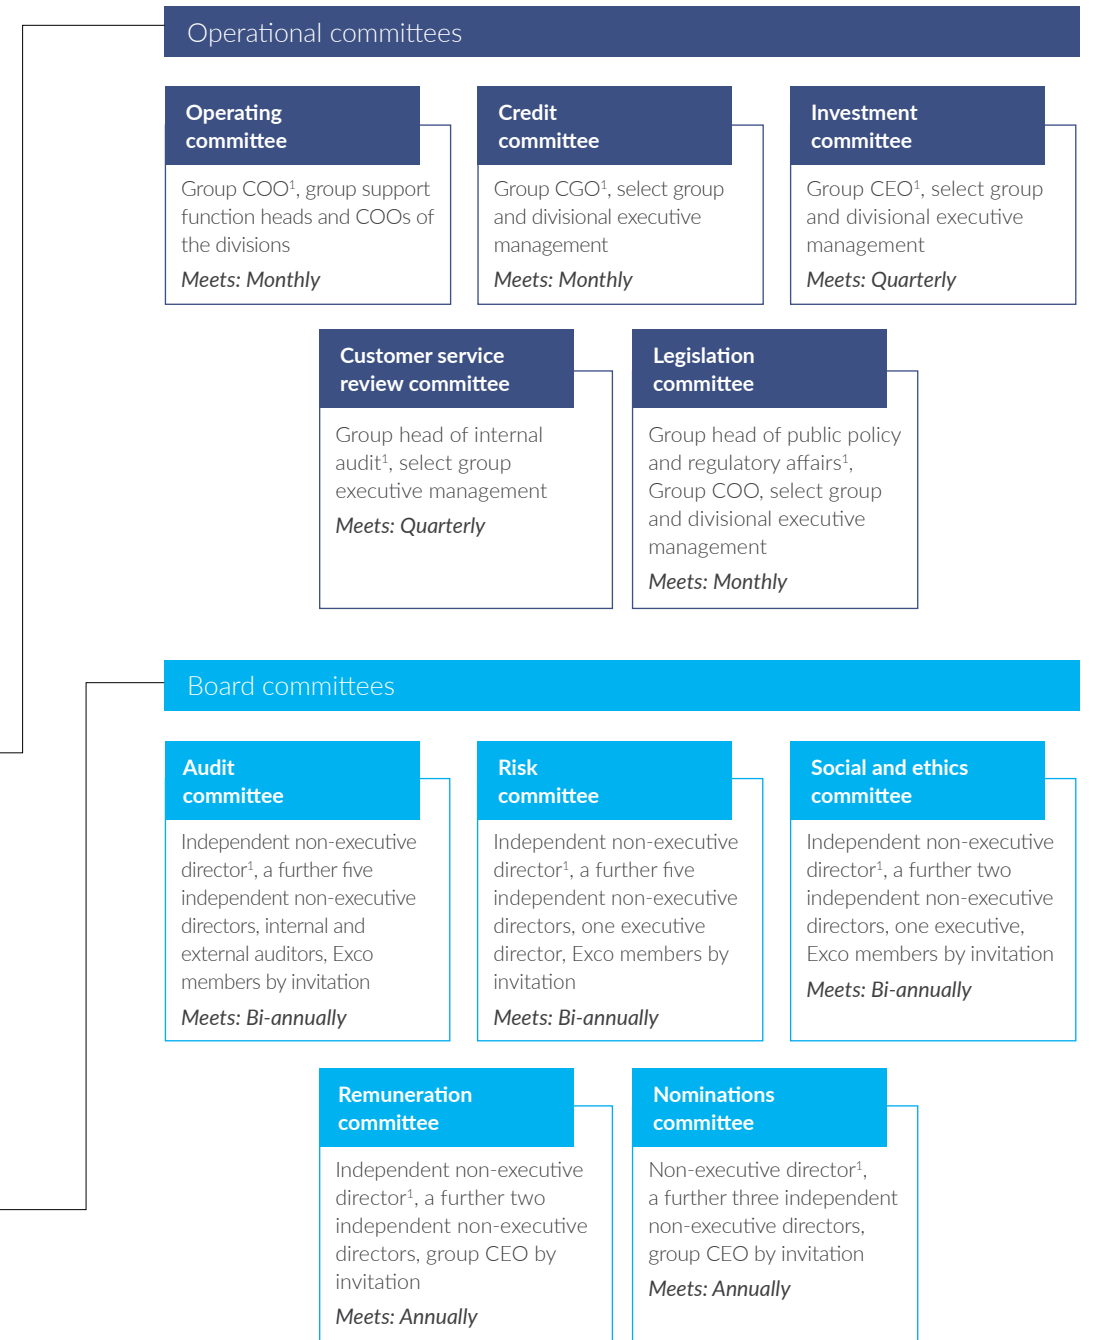 Operational committees
Operating
committee
Group COO¹, group support
function heads and COOs of
the divisions
Meets: Monthly
Credit
committee
Group CGO¹, select group
and divisional executive
management
Meets: Monthly
Investment
committee
Group CEO¹, select group
and divisional executive
management
Meets: Quarterly
Customer service
review committee
Group head of internal
audit¹, select group
executive management
Meets: Quarterly
Legislation
committee
Group head of public policy
and regulatory affairs¹,
Group COO, select group
and divisional executive
management
Meets: Monthly
Board committees
Audit
committee
Independent non-executive
director¹, a further five
independent non-executive
directors, internal and
external auditors, Exco
members by invitation
Meets: Bi-annually
Risk
committee
Independent non-executive
director¹, a further five
independent non-executive
directors, one executive
director, Exco members by
invitation
Meets: Bi-annually
Social and ethics
committee
Independent non-executive
director¹, a further two
independent non-executive
directors, one executive,
Exco members by invitation
Meets: Bi-annually
Remuneration
committee
Independent non-executive
director¹, a further two
independent non-executive
directors, group CEO by
invitation
Meets: Annually
Nominations
committee
Non-executive director¹,
a further three independent
non-executive directors,
group CEO by invitation
Meets: Annually